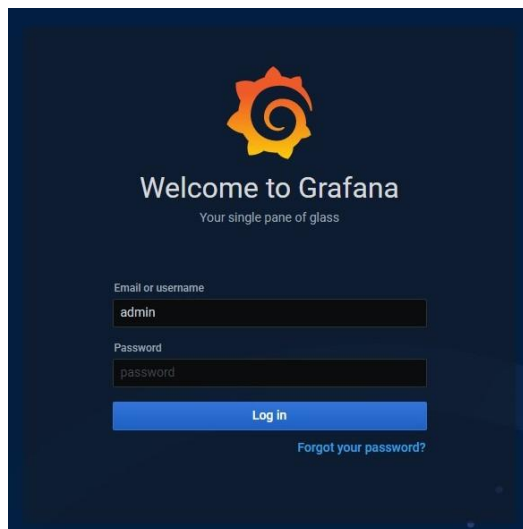 Welcome to Grafana
Your single pane of glass
Email or username
admin
Password
password
Log in
Forgot your password?